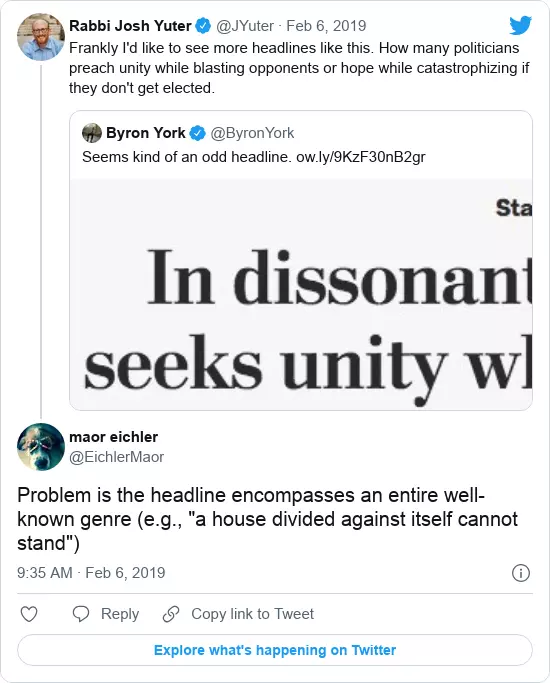 Rabbi Josh Yuter @JYuter · Feb 6, 2019
Frankly I'd like to see more headlines like this. How many politicians
preach unity while blasting opponents or hope while catastrophizing if
they don't get elected.
Byron York @ByronYork
Seems kind of an odd headline. ow.ly/9KzF30nB2gr
Sta
In dissonant
seeks unity wh
maor eichler
@EichlerMaor
Problem is the headline encompasses an entire well-
known genre (e.g., "a house divided against itself cannot
stand")
9:35 AM · Feb 6, 2019
Reply Copy link to Tweet
Explore what's happening on Twitter